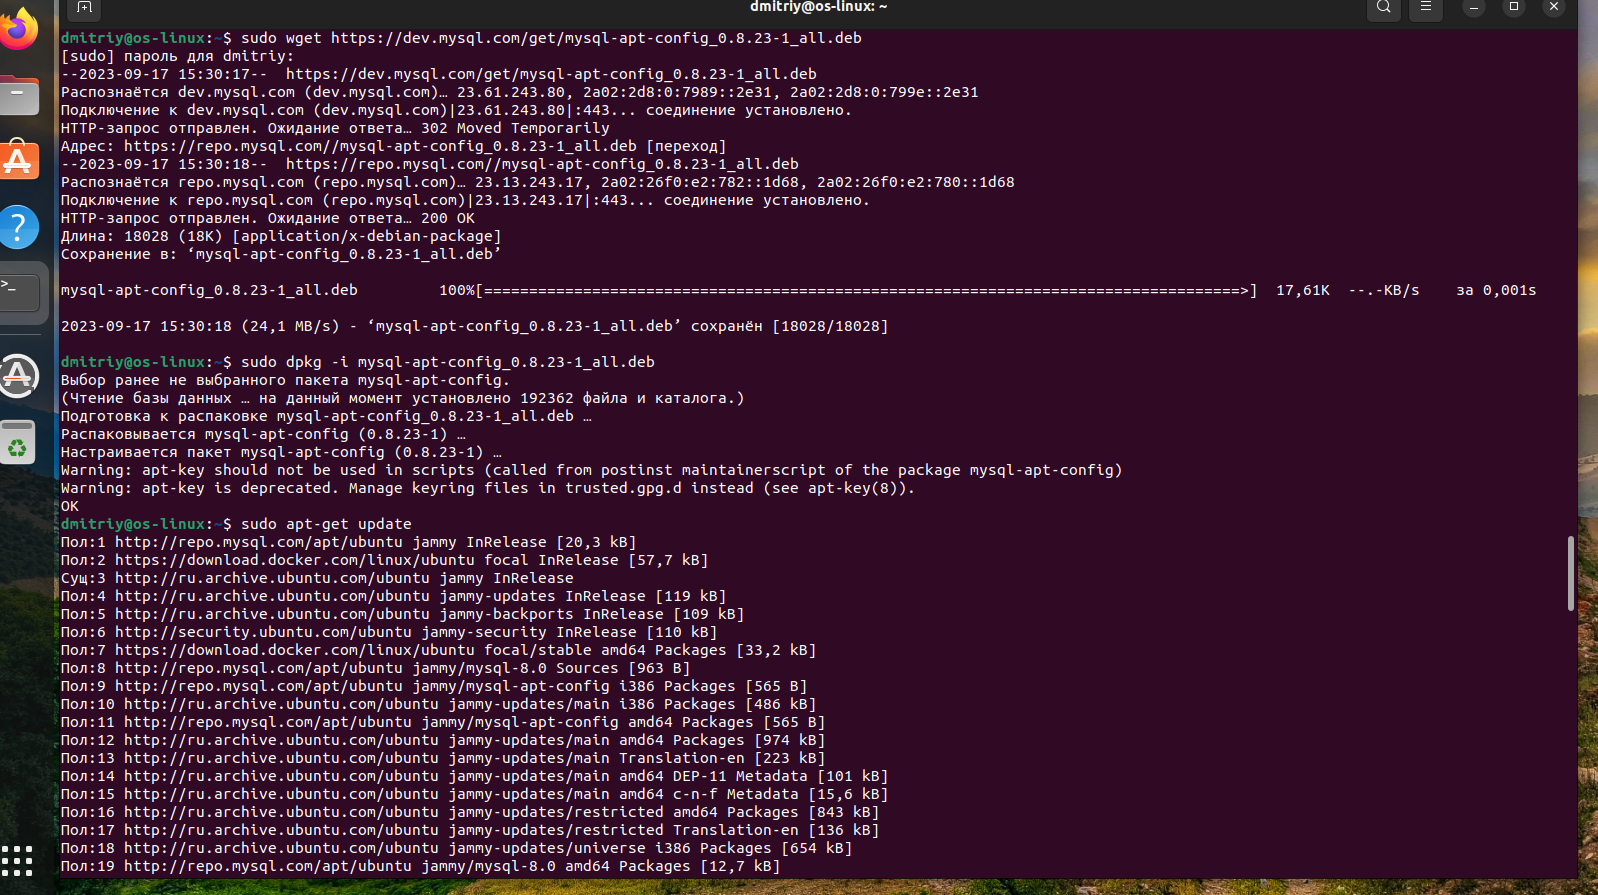 dmitriy@os-linux: ~
dmitriy@os-linux:~$ sudo wget https://dev.mysql.com/get/mysql-apt-config_0.8.23-1_all.deb
[sudo] пароль для dmitriy:
--2023-09-17 15:30:17--  https://dev.mysql.com/get/mysql-apt-config_0.8.23-1_all.deb
Распознаётся dev.mysql.com (dev.mysql.com)… 23.61.243.80, 2a02:2d8:0:7989::2e31, 2a02:2d8:0:799e::2e31
Подключение к dev.mysql.com (dev.mysql.com)|23.61.243.80|:443... соединение установлено.
HTTP-запрос отправлен. Ожидание ответа… 302 Moved Temporarily
Адрес: https://repo.mysql.com//mysql-apt-config_0.8.23-1_all.deb [переход]
--2023-09-17 15:30:18--  https://repo.mysql.com//mysql-apt-config_0.8.23-1_all.deb
Распознаётся repo.mysql.com (repo.mysql.com)… 23.13.243.17, 2a02:26f0:e2:782::1d68, 2a02:26f0:e2:780::1d68
Подключение к repo.mysql.com (repo.mysql.com)|23.13.243.17|:443... соединение установлено.
HTTP-запрос отправлен. Ожидание ответа… 200 OK
Длина: 18028 (18K) [application/x-debian-package]
Сохранение в: ‘mysql-apt-config_0.8.23-1_all.deb’
mysql-apt-config_0.8.23-1_all.deb         100%[====================================================================================>]  17,61K  --.-KB/s    за 0,001s
2023-09-17 15:30:18 (24,1 MB/s) - ‘mysql-apt-config_0.8.23-1_all.deb’ сохранён [18028/18028]
dmitriy@os-linux:~$ sudo dpkg -i mysql-apt-config_0.8.23-1_all.deb
Выбор ранее не выбранного пакета mysql-apt-config.
(Чтение базы данных … на данный момент установлено 192362 файла и каталога.)
Подготовка к распаковке mysql-apt-config_0.8.23-1_all.deb …
Распаковывается mysql-apt-config (0.8.23-1) …
Настраивается пакет mysql-apt-config (0.8.23-1) …
Warning: apt-key should not be used in scripts (called from postinst maintainerscript of the package mysql-apt-config)
Warning: apt-key is deprecated. Manage keyring files in trusted.gpg.d instead (see apt-key(8)).
OK
dmitriy@os-linux:~$ sudo apt-get update
Пол:1 http://repo.mysql.com/apt/ubuntu jammy InRelease [20,3 kB]
Пол:2 https://download.docker.com/linux/ubuntu focal InRelease [57,7 kB]
Сущ:3 http://ru.archive.ubuntu.com/ubuntu jammy InRelease
Пол:4 http://ru.archive.ubuntu.com/ubuntu jammy-updates InRelease [119 kB]
Пол:5 http://ru.archive.ubuntu.com/ubuntu jammy-backports InRelease [109 kB]
Пол:6 http://security.ubuntu.com/ubuntu jammy-security InRelease [110 kB]
Пол:7 https://download.docker.com/linux/ubuntu focal/stable amd64 Packages [33,2 kB]
Пол:8 http://repo.mysql.com/apt/ubuntu jammy/mysql-8.0 Sources [963 B]
Пол:9 http://repo.mysql.com/apt/ubuntu jammy/mysql-apt-config i386 Packages [565 B]
Пол:10 http://ru.archive.ubuntu.com/ubuntu jammy-updates/main i386 Packages [486 kB]
Пол:11 http://repo.mysql.com/apt/ubuntu jammy/mysql-apt-config amd64 Packages [565 B]
Пол:12 http://ru.archive.ubuntu.com/ubuntu jammy-updates/main amd64 Packages [974 kB]
Пол:13 http://ru.archive.ubuntu.com/ubuntu jammy-updates/main Translation-en [223 kB]
Пол:14 http://ru.archive.ubuntu.com/ubuntu jammy-updates/main amd64 DEP-11 Metadata [101 kB]
Пол:15 http://ru.archive.ubuntu.com/ubuntu jammy-updates/main amd64 c-n-f Metadata [15,6 kB]
Пол:16 http://ru.archive.ubuntu.com/ubuntu jammy-updates/restricted amd64 Packages [843 kB]
Пол:17 http://ru.archive.ubuntu.com/ubuntu jammy-updates/restricted Translation-en [136 kB]
Пол:18 http://ru.archive.ubuntu.com/ubuntu jammy-updates/universe i386 Packages [654 kB]
Пол:19 http://repo.mysql.com/apt/ubuntu jammy/mysql-8.0 amd64 Packages [12,7 kB]